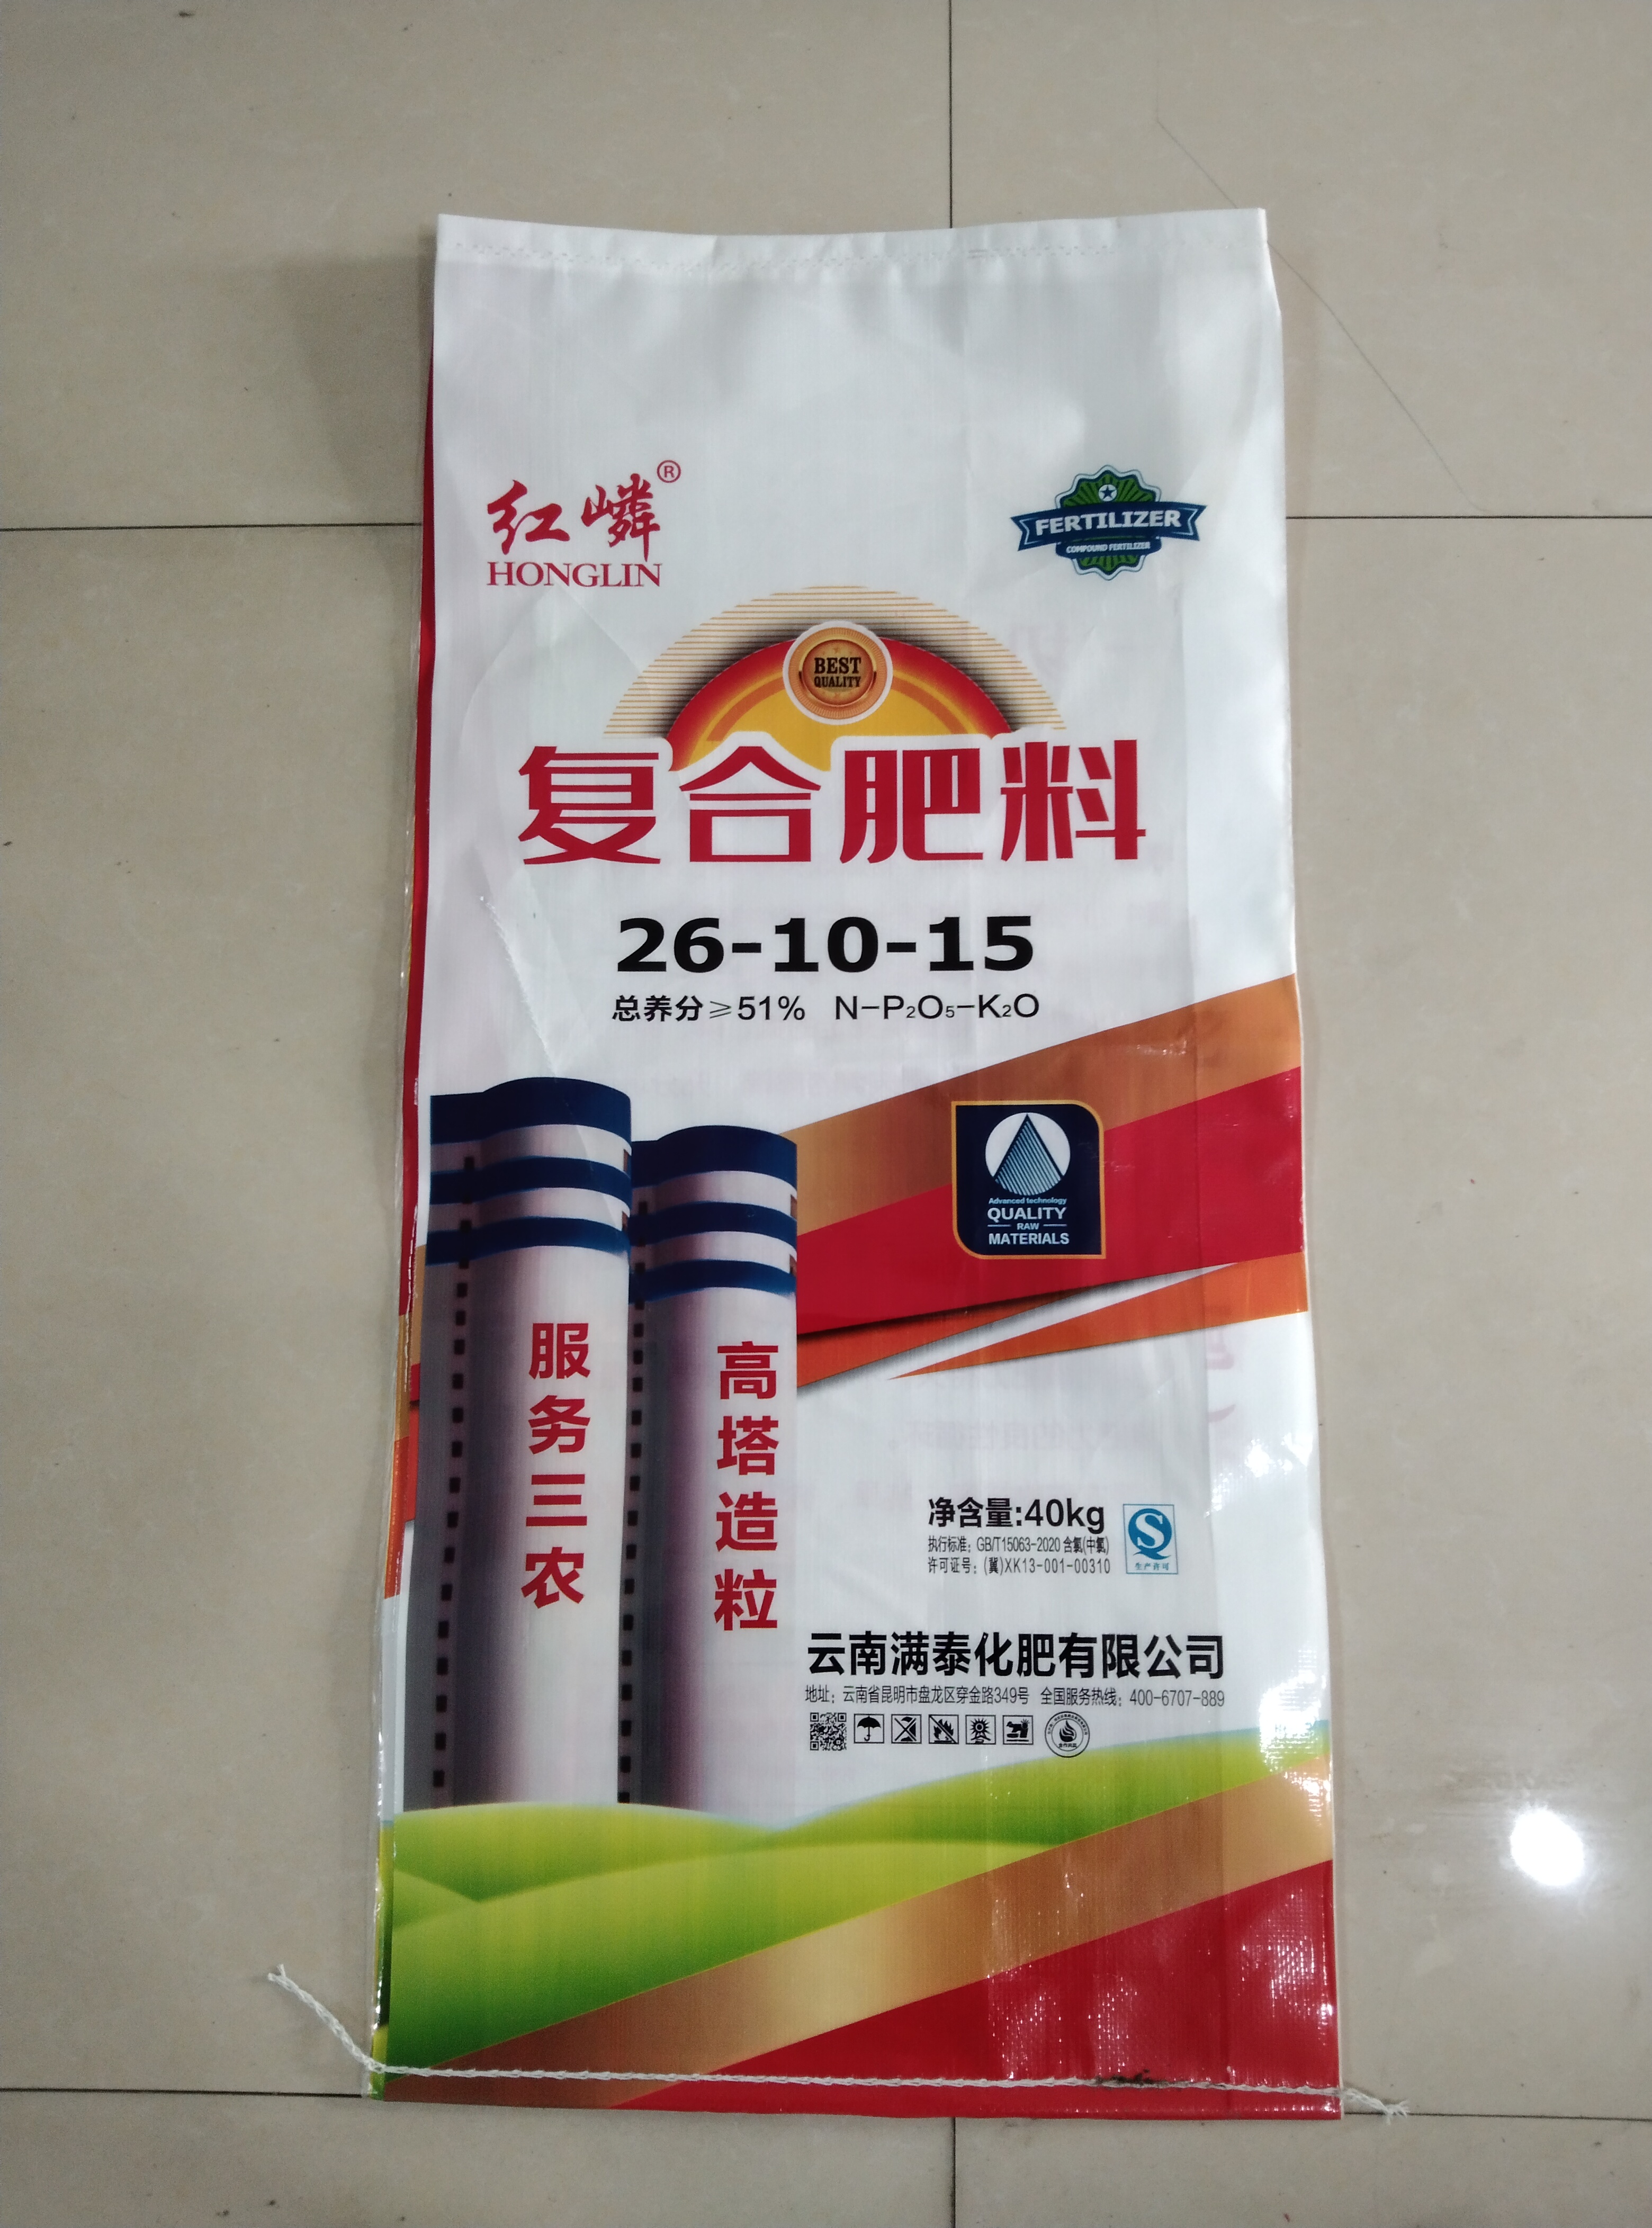 红嶙®
HONGLIN
FERTILIZER
COMPOUND FERTILIZER
BEST
QUALITY
复合肥料
26-10-15
总养分≥51% N-P₂O₅-K₂O
Advanced technology
QUALITY
RAW
MATERIALS
服务三农
高塔造粒
净含量:40kg
执行标准：GB/T15063-2020 含氯(中氯)
许可证号：(冀)XK13-001-00310
生产许可
云南满泰化肥有限公司
地址：云南省昆明市盘龙区穿金路349号 全国服务热线：400-6707-889